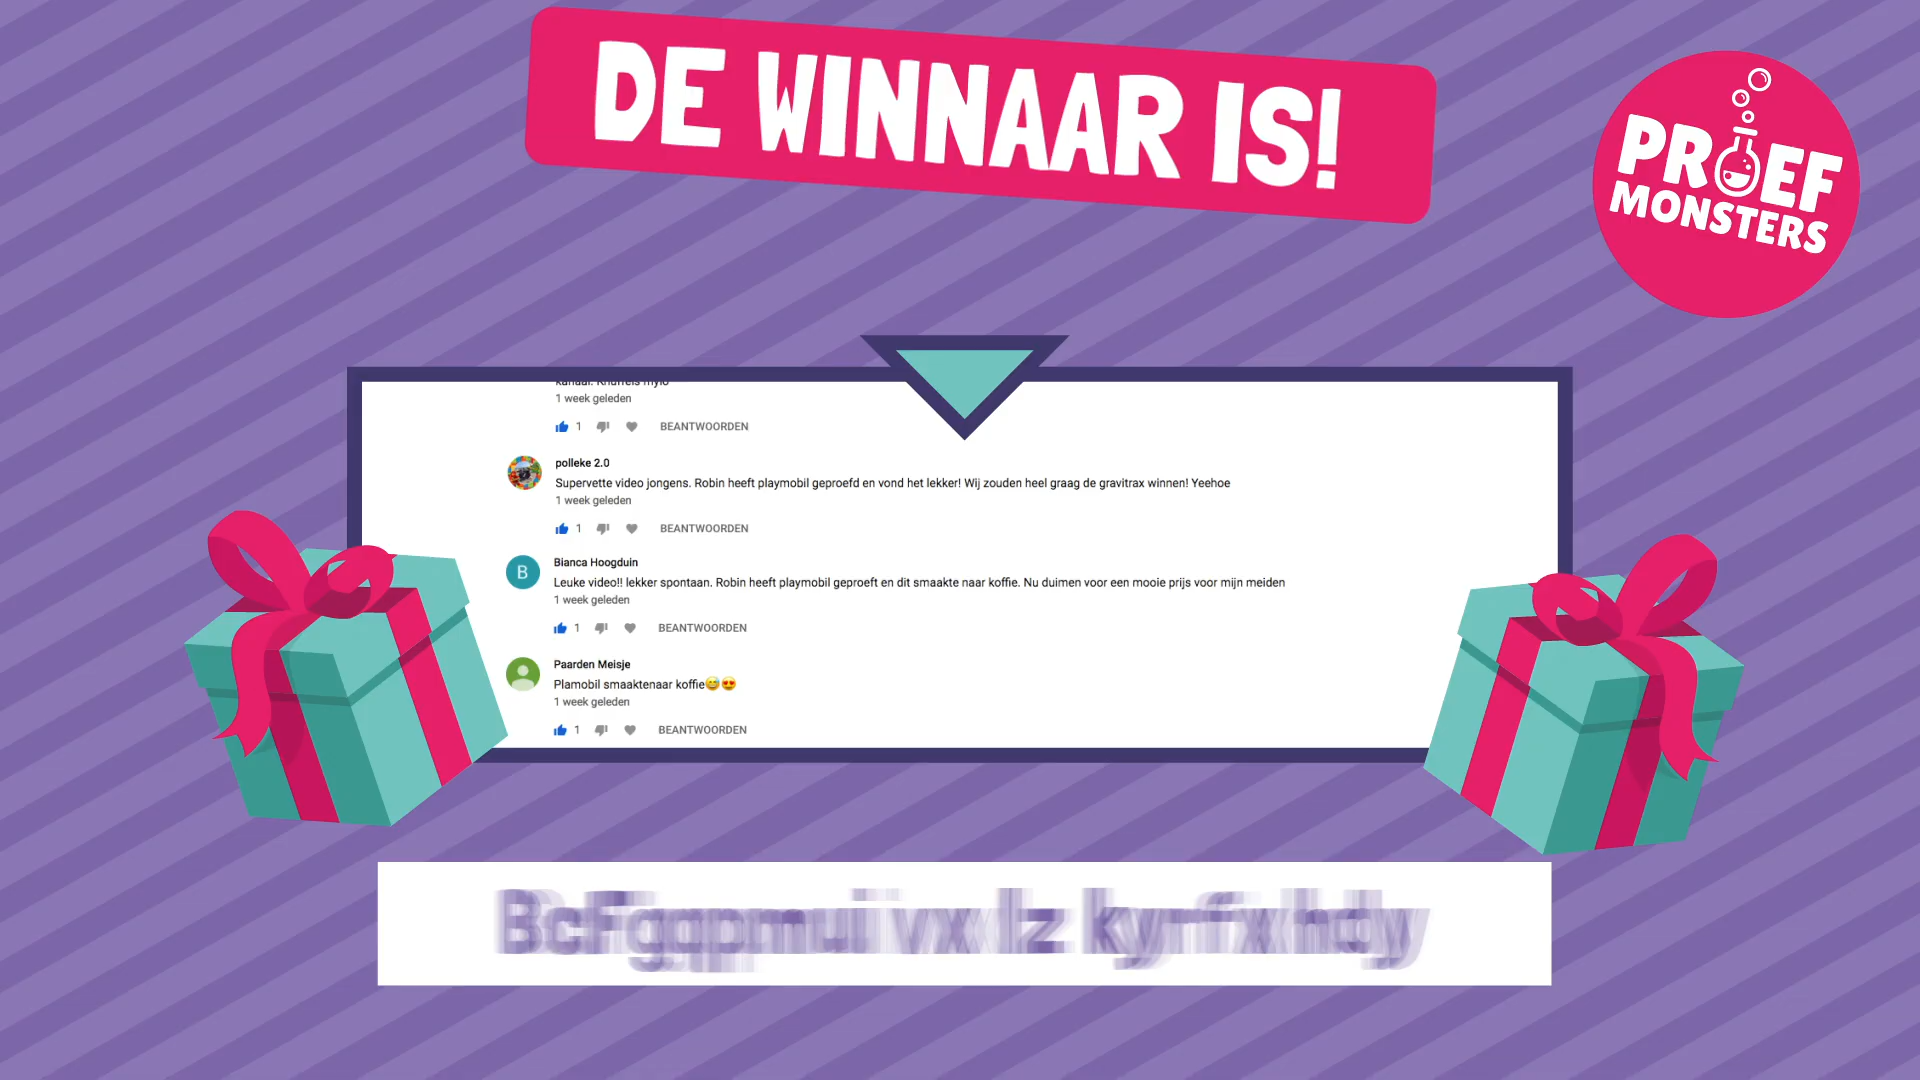 DE WINNAAR IS!
PROEF
MONSTERS
kanaal. Knuffels mylo
1 week geleden
1 BEANTWOORDEN
polleke 2.0
Supervette video jongens. Robin heeft playmobil geproefd en vond het lekker! Wij zouden heel graag de gravitrax winnen! Yeehoe
1 week geleden
1 BEANTWOORDEN
B
Bianca Hoogduin
Leuke video!! lekker spontaan. Robin heeft playmobil geproeft en dit smaakte naar koffie. Nu duimen voor een mooie prijs voor mijn meiden
1 week geleden
1 BEANTWOORDEN
Paarden Meisje
Plamobil smaaktenaar koffie😅😍
1 week geleden
1 BEANTWOORDEN